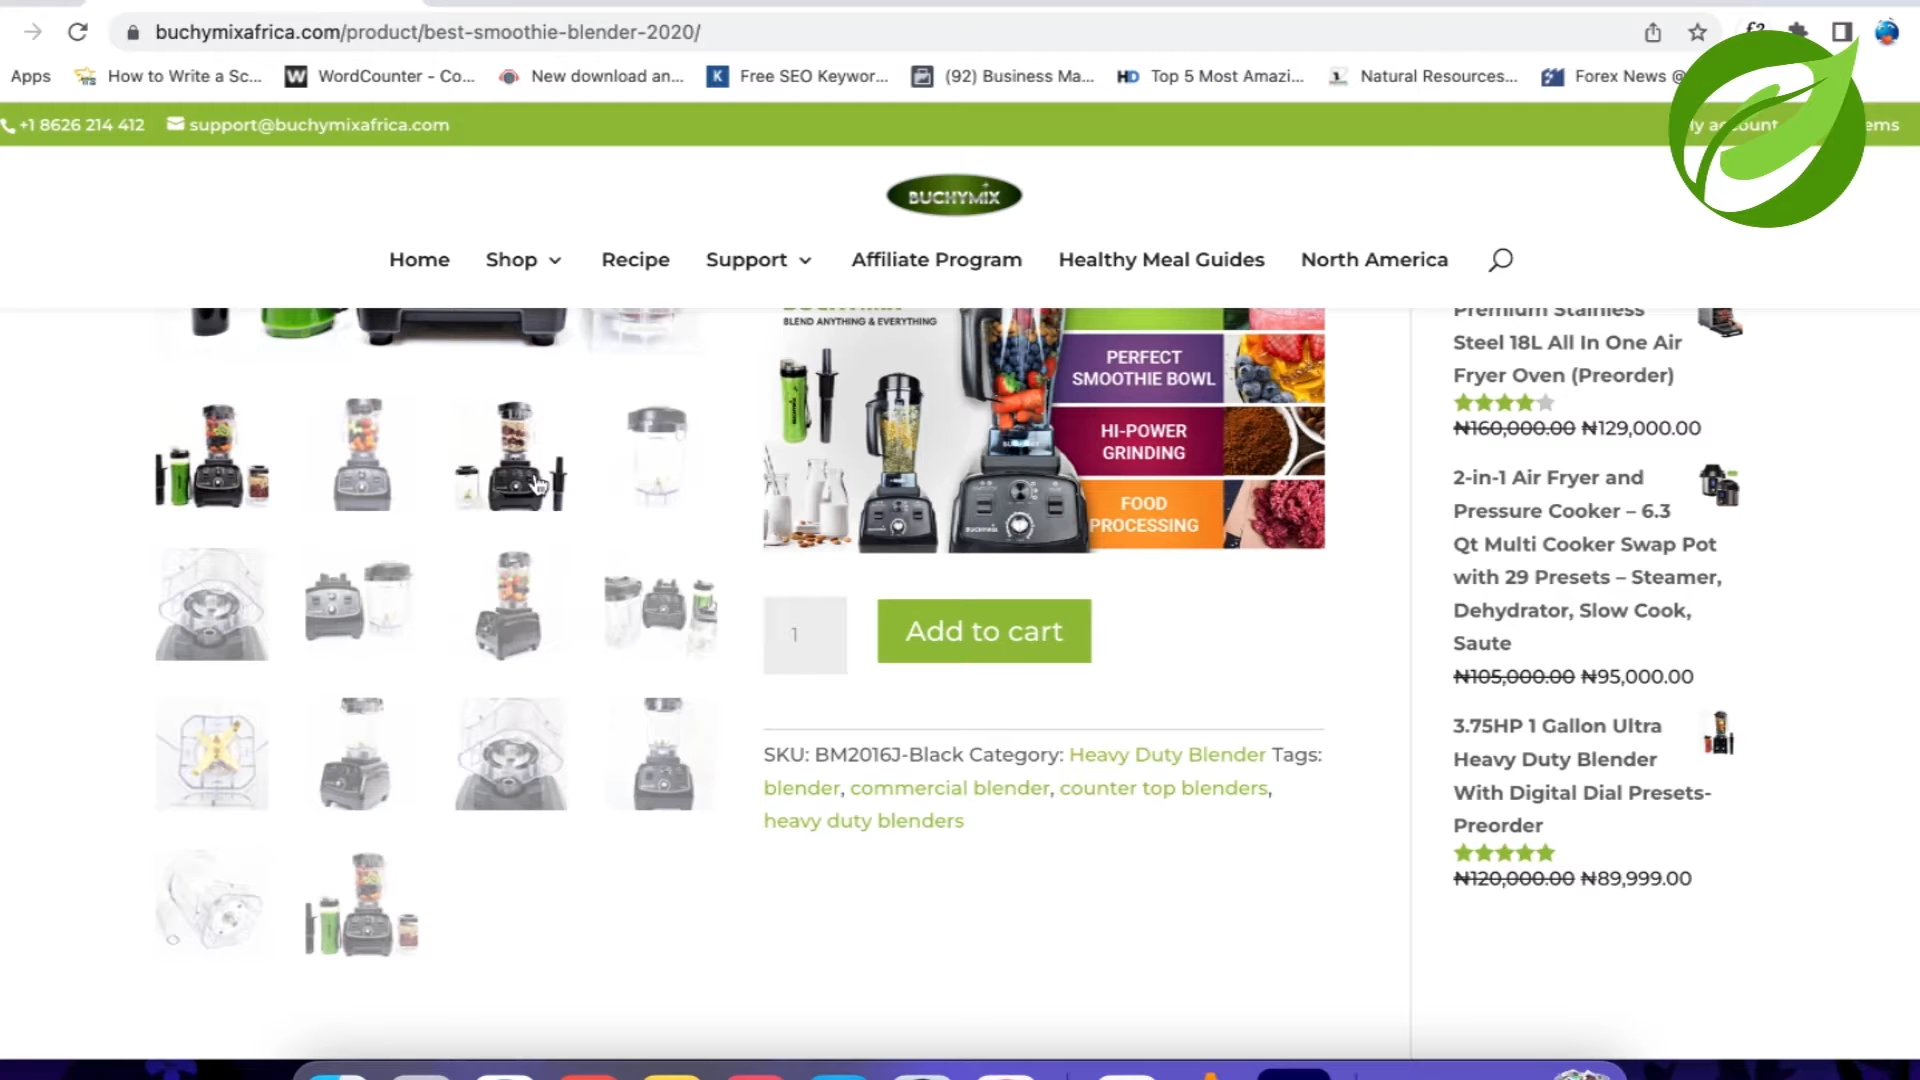 buchymixafrica.com/product/best-smoothie-blender-2020/
Apps
How to Write a Sc...
WordCounter - Co...
New download an...
Free SEO Keywor...
(92) Business Ma...
Top 5 Most Amazi...
Natural Resources...
Forex News @
+1 8626 214 412
support@buchymixafrica.com
BUCHYMIX
Home
Shop
Recipe
Support
Affiliate Program
Healthy Meal Guides
North America
BLEND ANYTHING & EVERYTHING
PERFECT
SMOOTHIE BOWL
HI-POWER
GRINDING
FOOD
PROCESSING
1
Add to cart
SKU: BM2016J-Black Category: Heavy Duty Blender Tags:
blender, commercial blender, counter top blenders,
heavy duty blenders
Premium Stainless
Steel 18L All In One Air
Fryer Oven (Preorder)
₦160,000.00 ₦129,000.00
2-in-1 Air Fryer and
Pressure Cooker – 6.3
Qt Multi Cooker Swap Pot
with 29 Presets – Steamer,
Dehydrator, Slow Cook,
Saute
₦105,000.00 ₦95,000.00
3.75HP 1 Gallon Ultra
Heavy Duty Blender
With Digital Dial Presets-
Preorder
₦120,000.00 ₦89,999.00